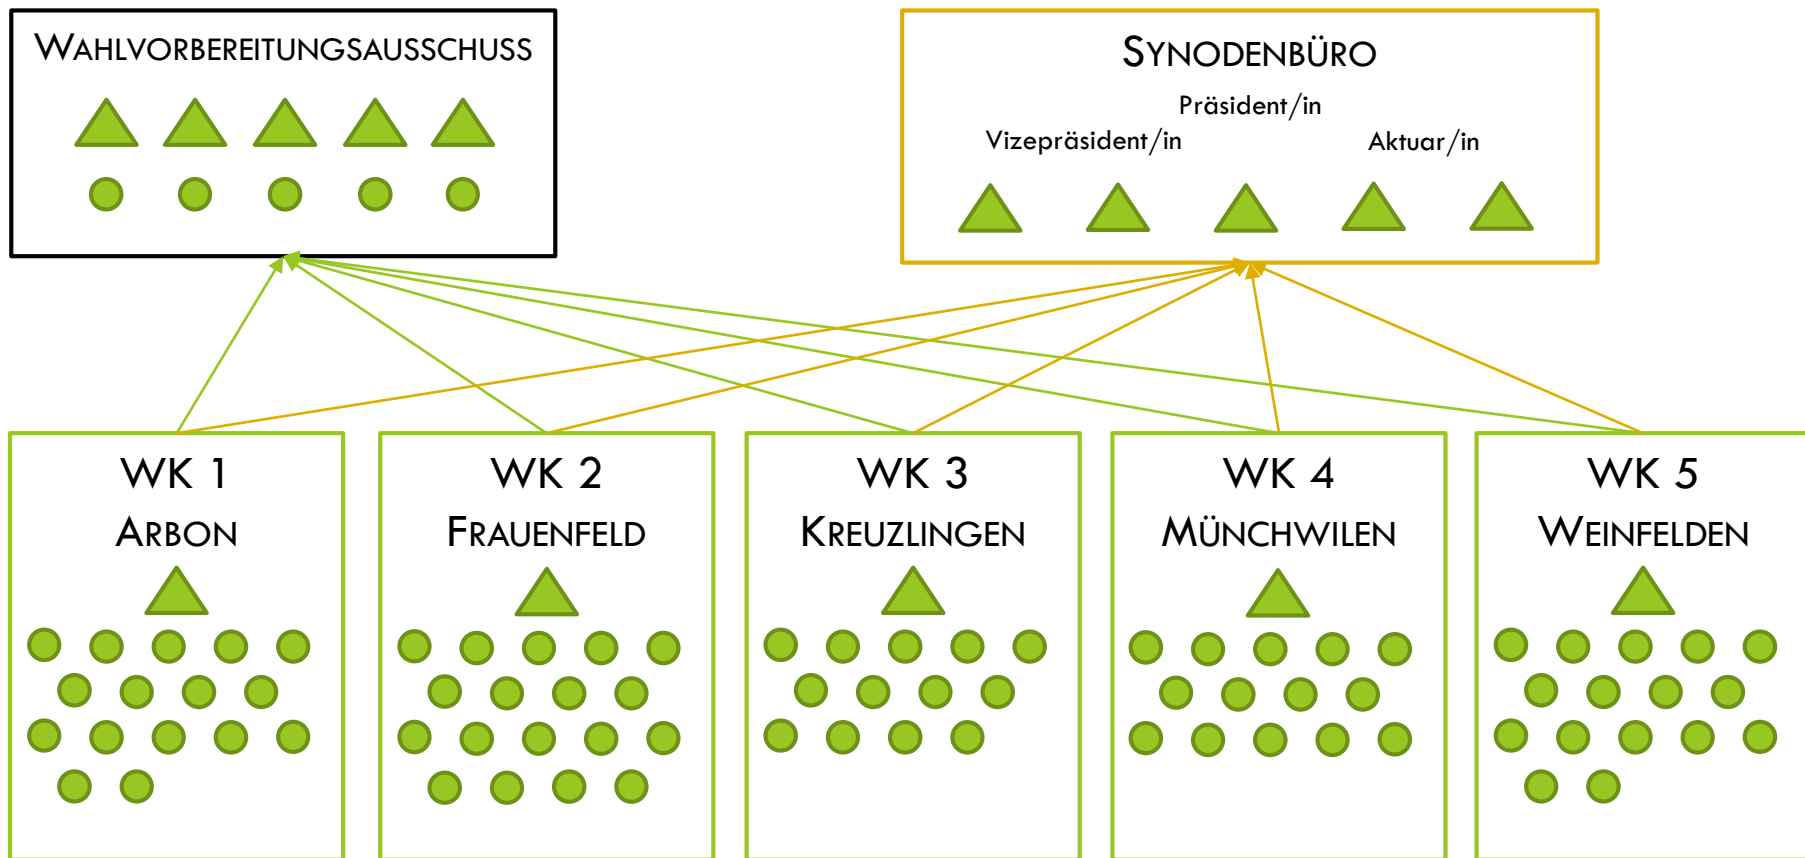 WAHLVORBEREITUNGSAUSSCHUSS
SYNODENBÜRO
Präsident/in
Vizepräsident/in
Aktuar/in
WK 1
ARBON
WK 2
FRAUENFELD
WK 3
KREUZLINGEN
WK 4
MÜNCHWILEN
WK 5
WEINFELDEN